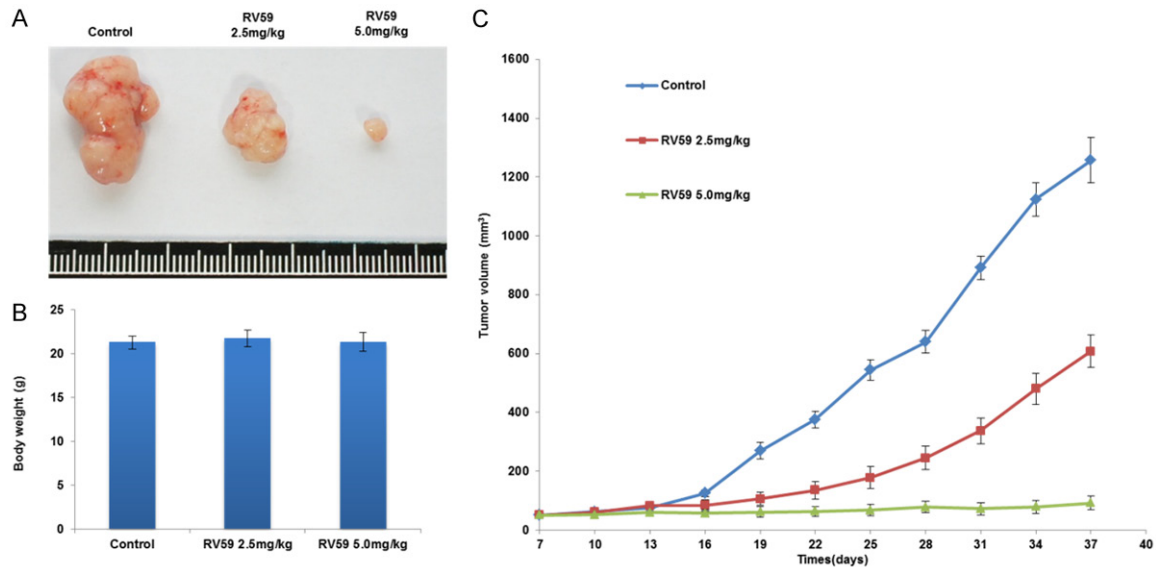 A
Control
RV59
2.5mg/kg
RV59
5.0mg/kg
B
Body weight (g)
25
20
15
10
5
0
Control
RV59 2.5mg/kg
RV59 5.0mg/kg
C
Tumor volume (mm³)
1600
1400
1200
1000
800
600
400
200
0
Control
RV59 2.5mg/kg
RV59 5.0mg/kg
7
10
13
16
19
22
25
28
31
34
37
40
Times(days)